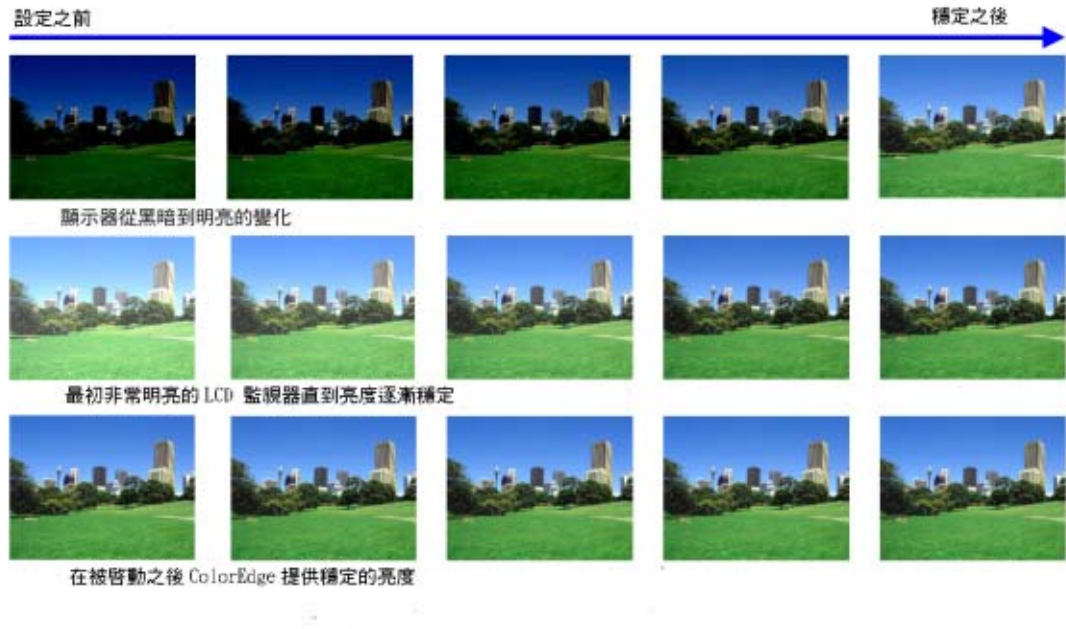 設定之前
穩定之後
顯示器從黑暗到明亮的變化
最初非常明亮的 LCD 監視器直到亮度逐漸穩定
在被啓動之後 ColorEdge 提供穩定的亮度